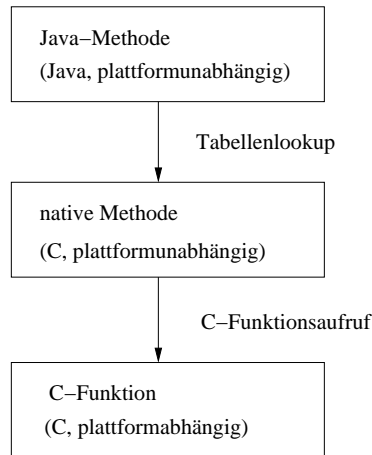 Java−Methode
(Java, plattformunabhängig)
Tabellenlookup
native Methode
(C, plattformunabhängig)
C−Funktionsaufruf
C−Funktion
(C, plattformabhängig)